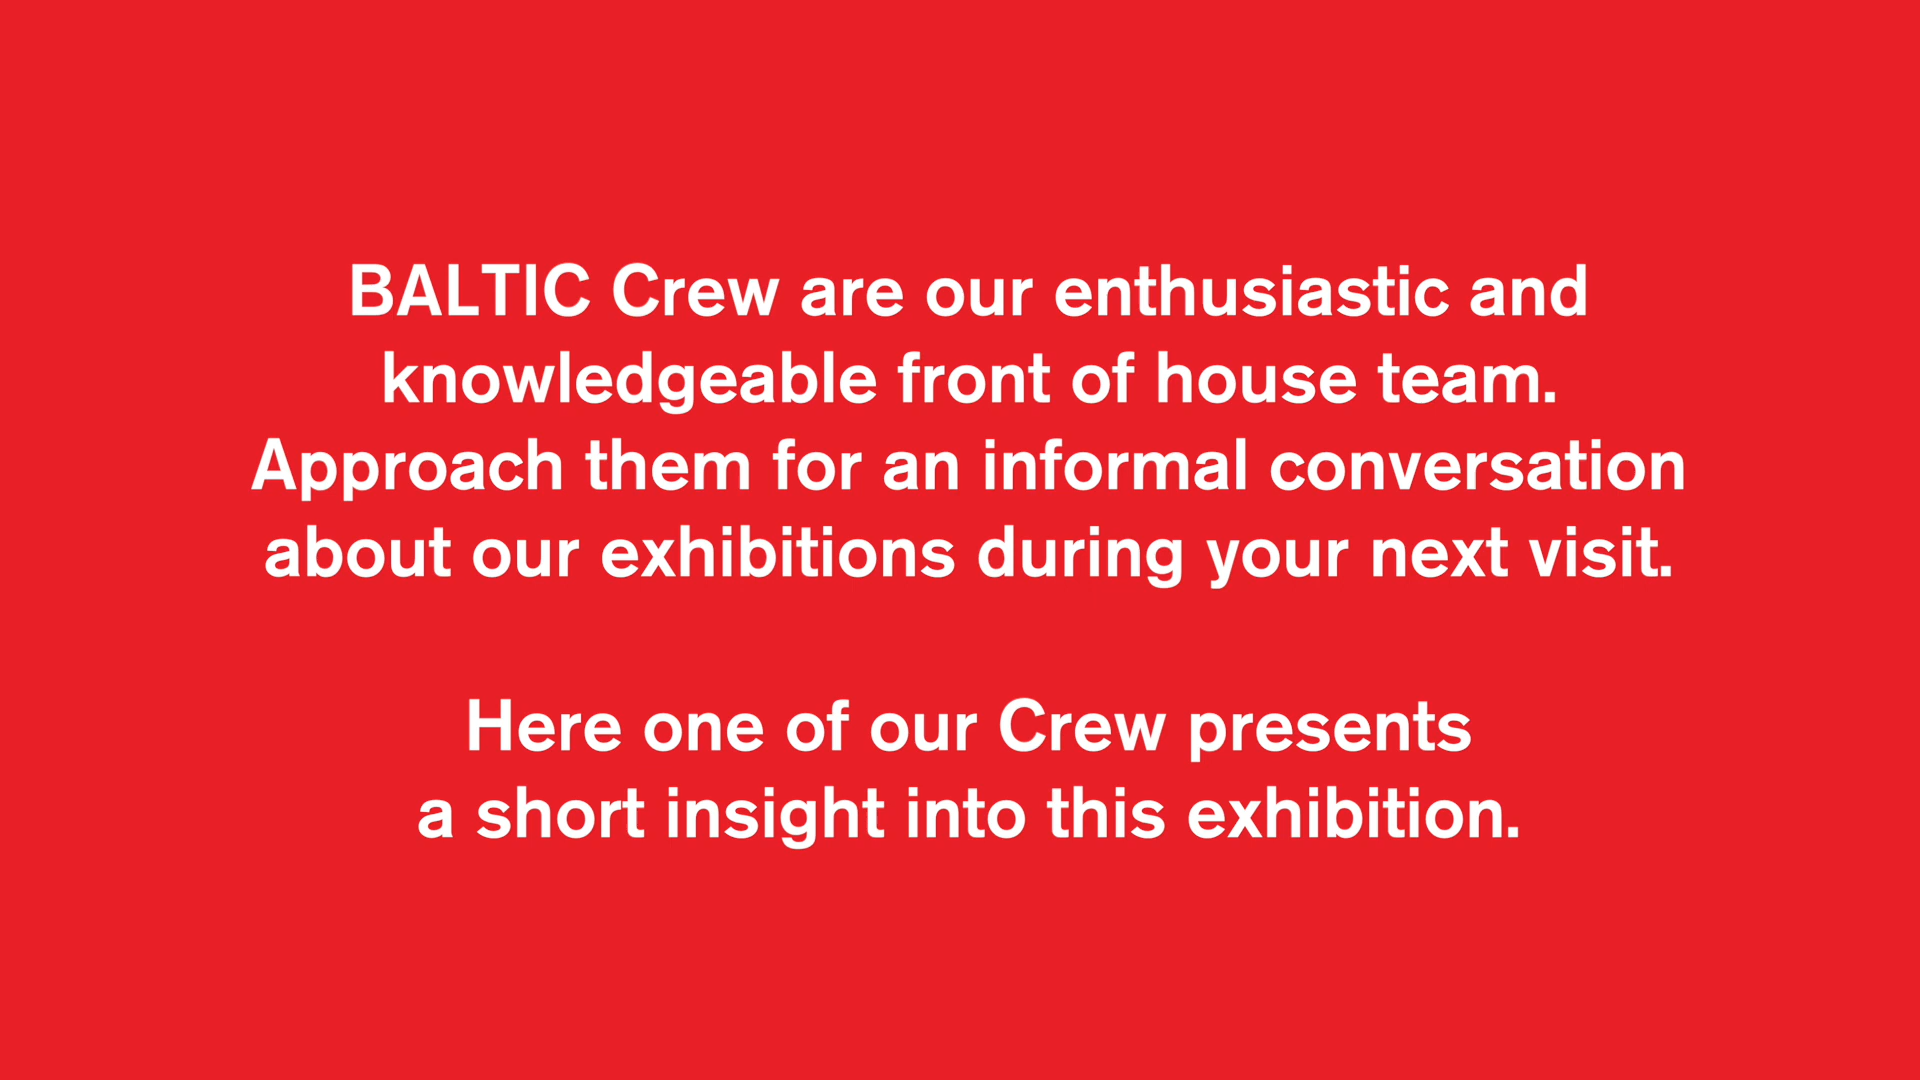 BALTIC Crew are our enthusiastic and
knowledgeable front of house team.
Approach them for an informal conversation
about our exhibitions during your next visit.
Here one of our Crew presents
a short insight into this exhibition.